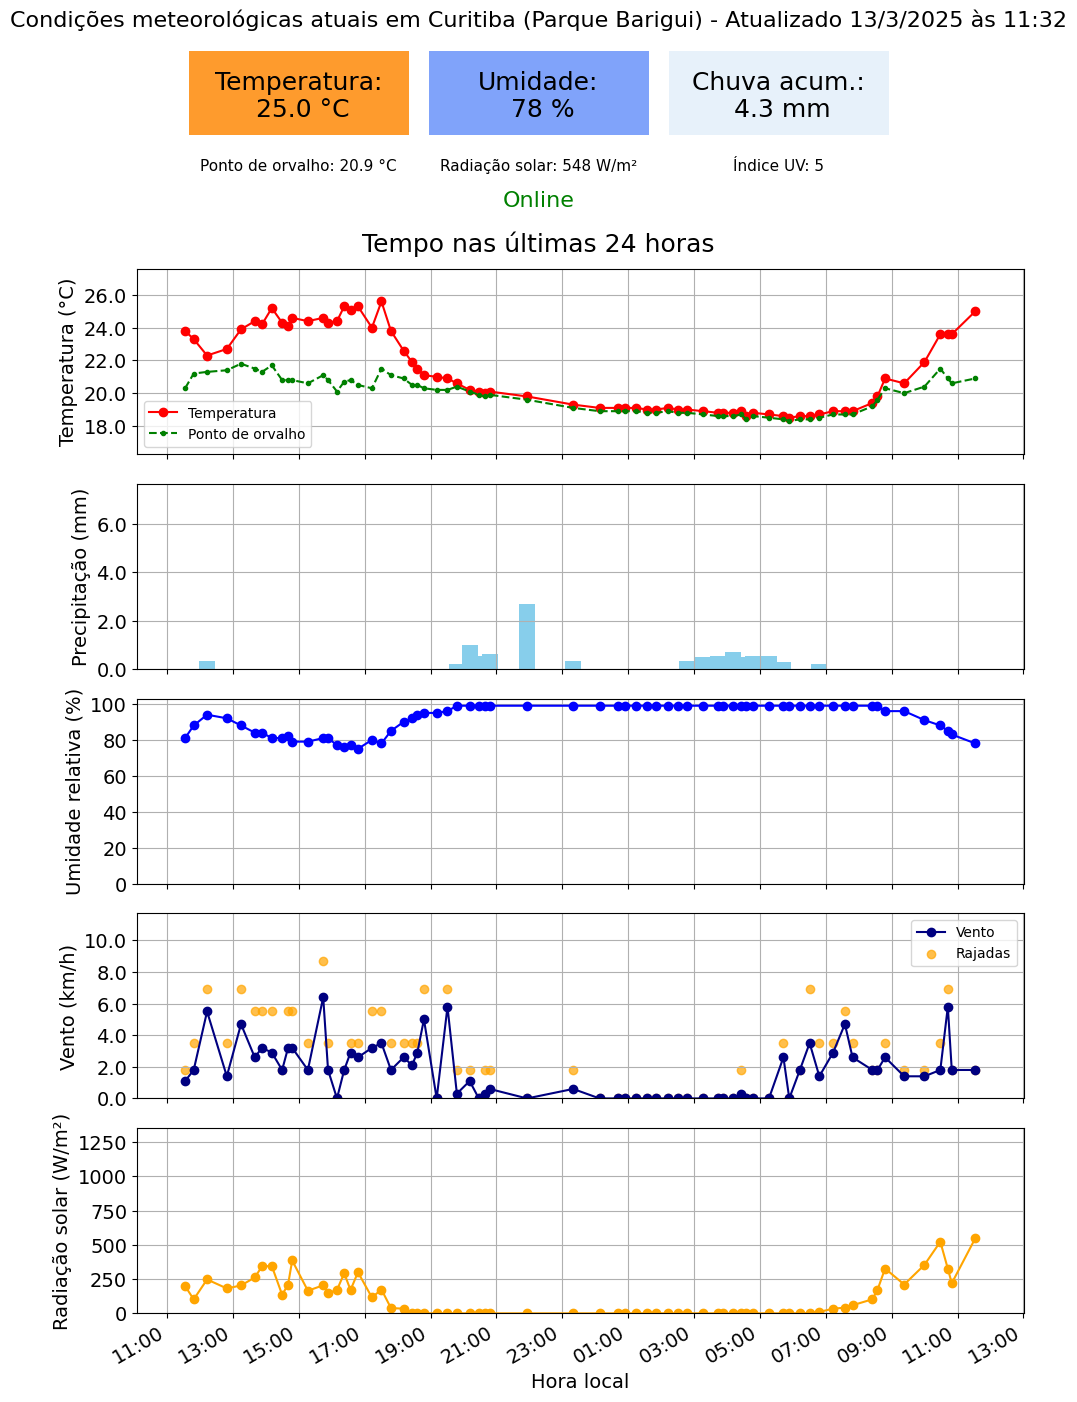 Condições meteorológicas atuais em Curitiba (Parque Barigui) - Atualizado 13/3/2025 às 11:32
Temperatura:
25.0 °C
Umidade:
78 %
Chuva acum.:
4.3 mm
Ponto de orvalho: 20.9 °C
Radiação solar: 548 W/m²
Índice UV: 5
Online
Tempo nas últimas 24 horas
Temperatura (°C)
26.0
24.0
22.0
20.0
18.0
Temperatura
Ponto de orvalho
Precipitação (mm)
6.0
4.0
2.0
0.0
Umidade relativa (%)
100
80
60
40
20
0
Vento (km/h)
10.0
8.0
6.0
4.0
2.0
0.0
Vento
Rajadas
Radiação solar (W/m²)
1250
1000
750
500
250
0
11:00
13:00
15:00
17:00
19:00
21:00
23:00
01:00
03:00
05:00
07:00
09:00
11:00
13:00
Hora local